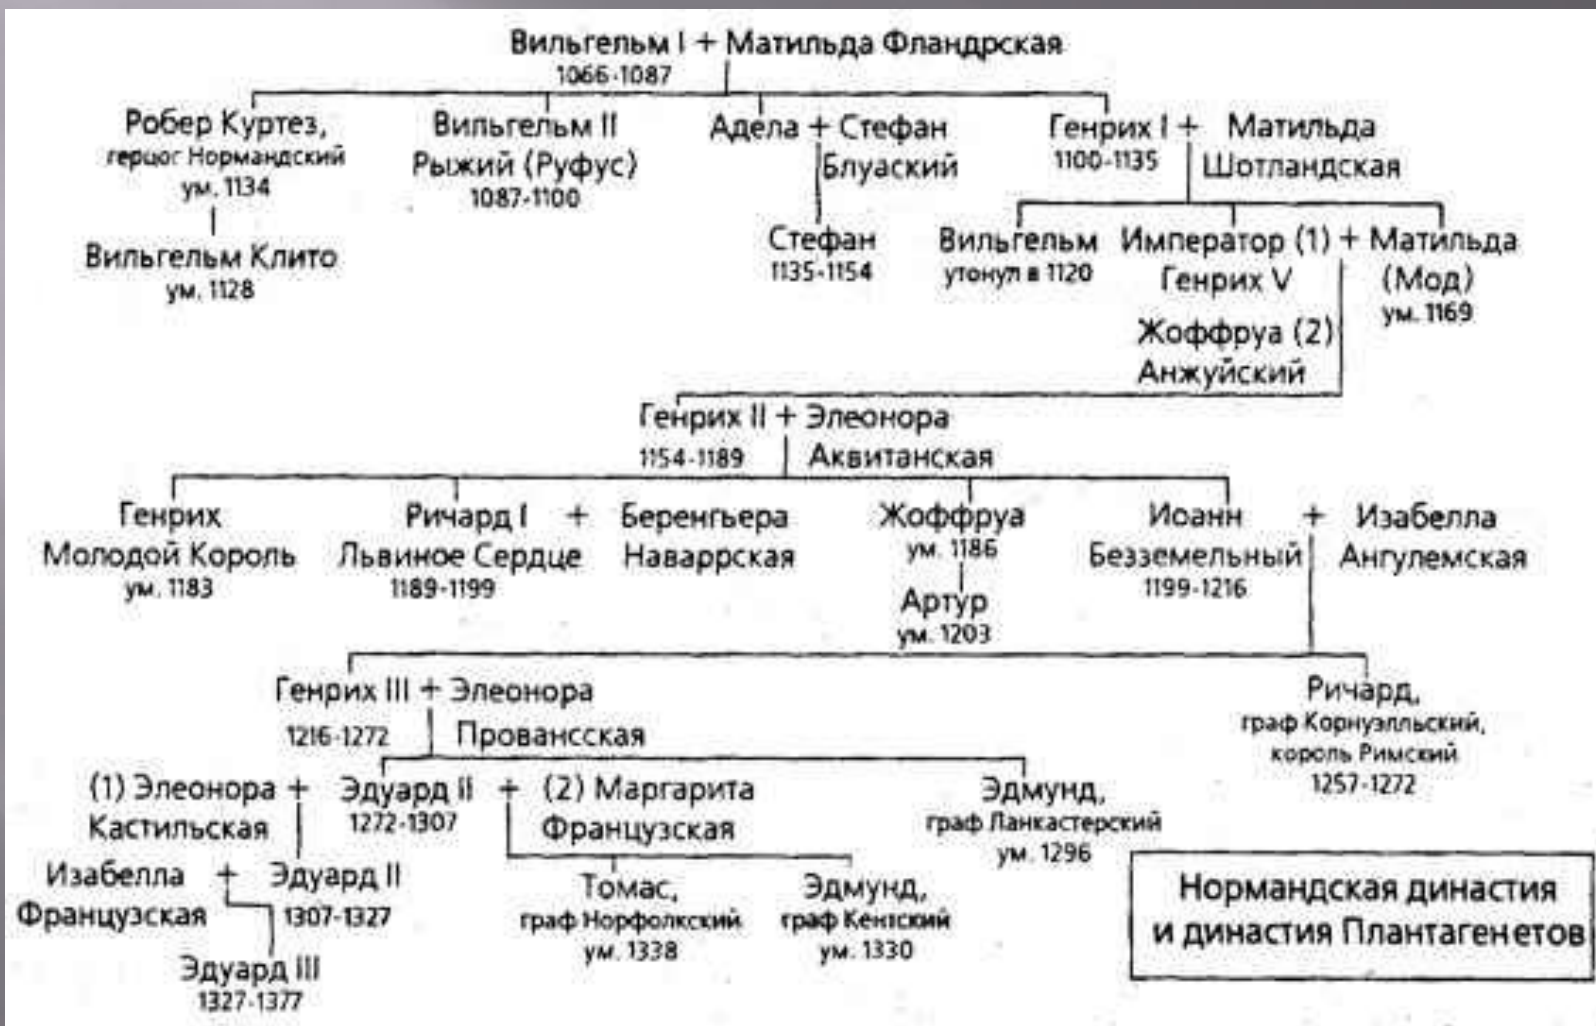 Вильгельм I + Матильда Фландрская
1066-1087
Робер Куртез,
герцог Нормандский
ум. 1134
Вильгельм II
Рыжий (Руфус)
1087-1100
Адела + Стефан
Блуаский
Генрих I + Матильда
1100-1135 Шотландская
Вильгельм Клито
ум. 1128
Стефан
1135-1154
Вильгельм
утонул в 1120
Император (1) + Матильда
Генрих V (Мод)
ум. 1169
Жоффруа (2)
Анжуйский
Генрих II + Элеонора
1154-1189 Аквитанская
Генрих
Молодой Король
ум. 1183
Ричард I + Беренгьера
Львиное Сердце Наваррская
1189-1199
Жоффруа
ум. 1186
Артур
ум. 1203
Иоанн + Изабелла
Безземельный Ангулемская
1199-1216
Генрих III + Элеонора
1216-1272 Провансская
Ричард,
граф Корнуэлльский,
король Римский
1257-1272
(1) Элеонора + Эдуард II + (2) Маргарита
Кастильская 1272-1307 Французская
Эдмунд,
граф Ланкастерский
ум. 1296
Изабелла + Эдуард II
Французская 1307-1327
Томас,
граф Норфолкский
ум. 1338
Эдмунд,
граф Кентский
ум. 1330
Эдуард III
1327-1377
Нормандская династия
и династия Плантагенетов